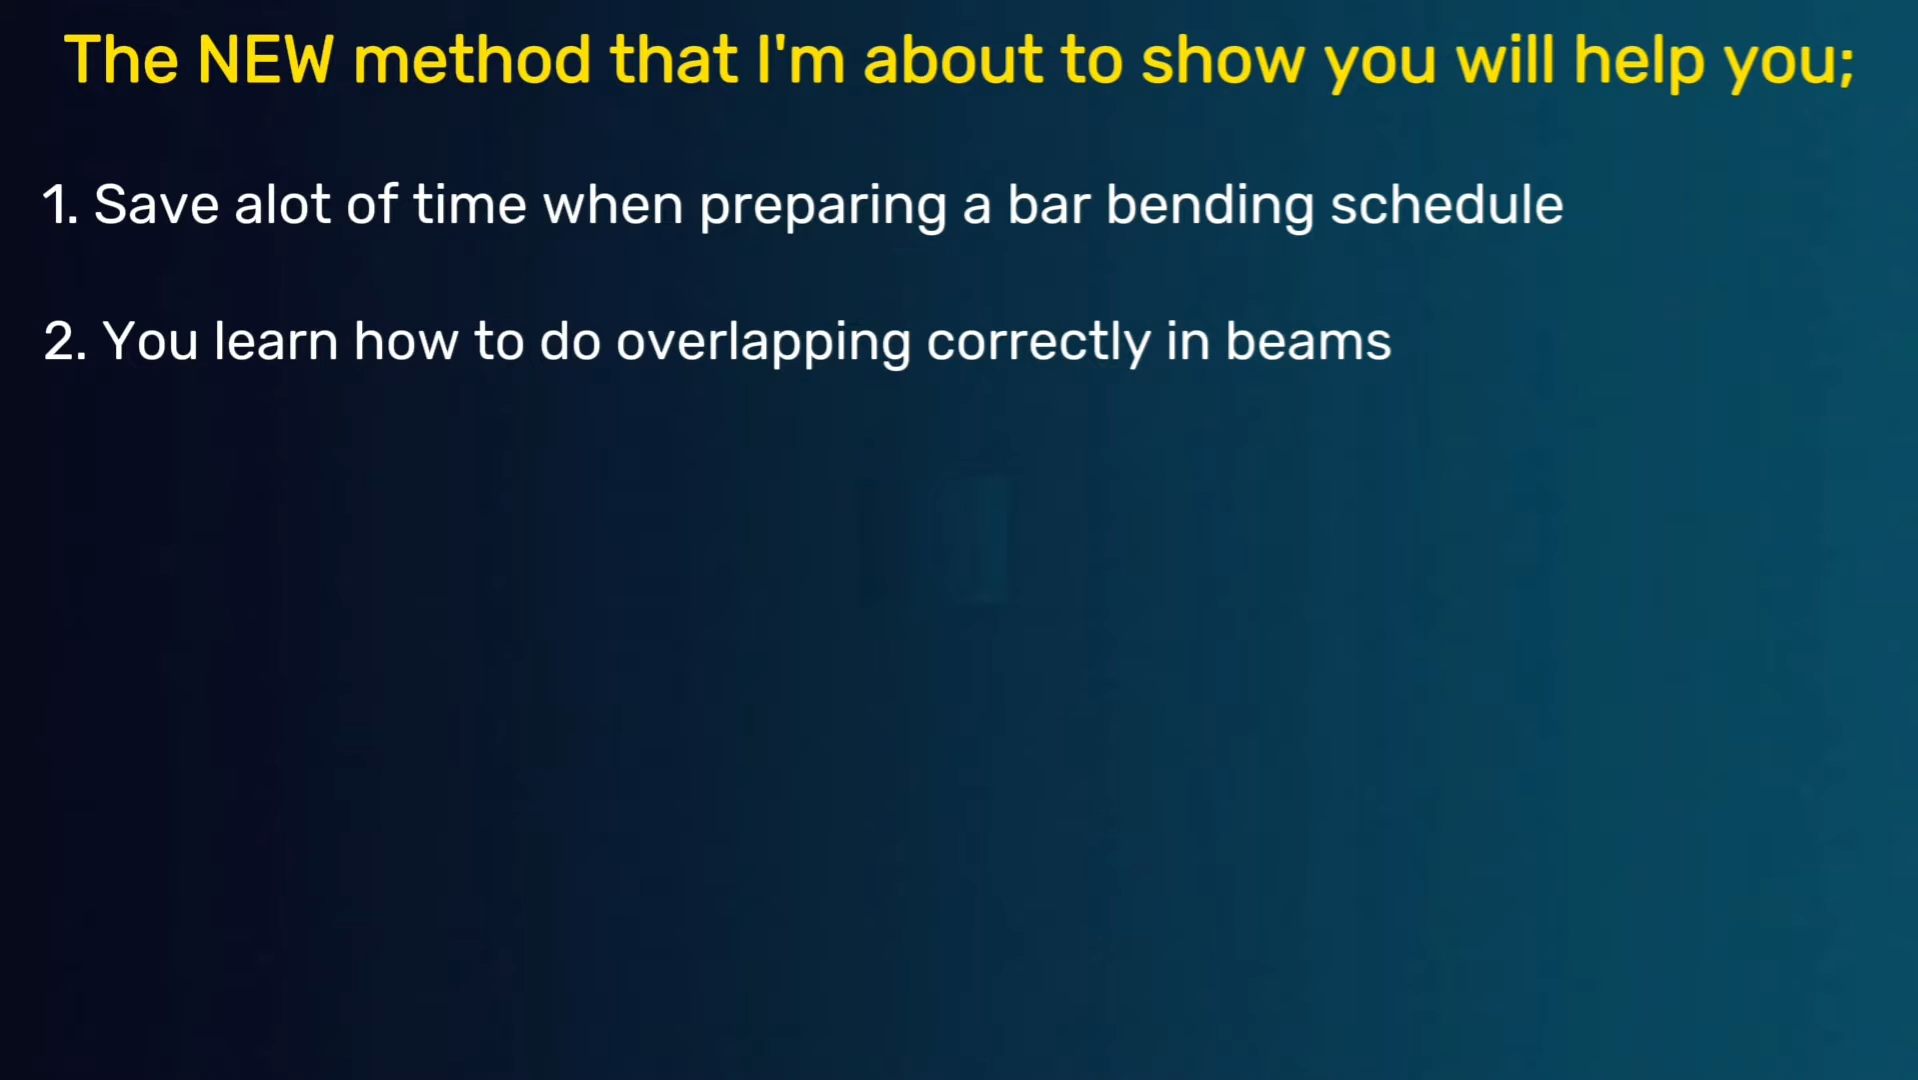 The NEW method that I'm about to show you will help you;
1. Save alot of time when preparing a bar bending schedule
2. You learn how to do overlapping correctly in beams